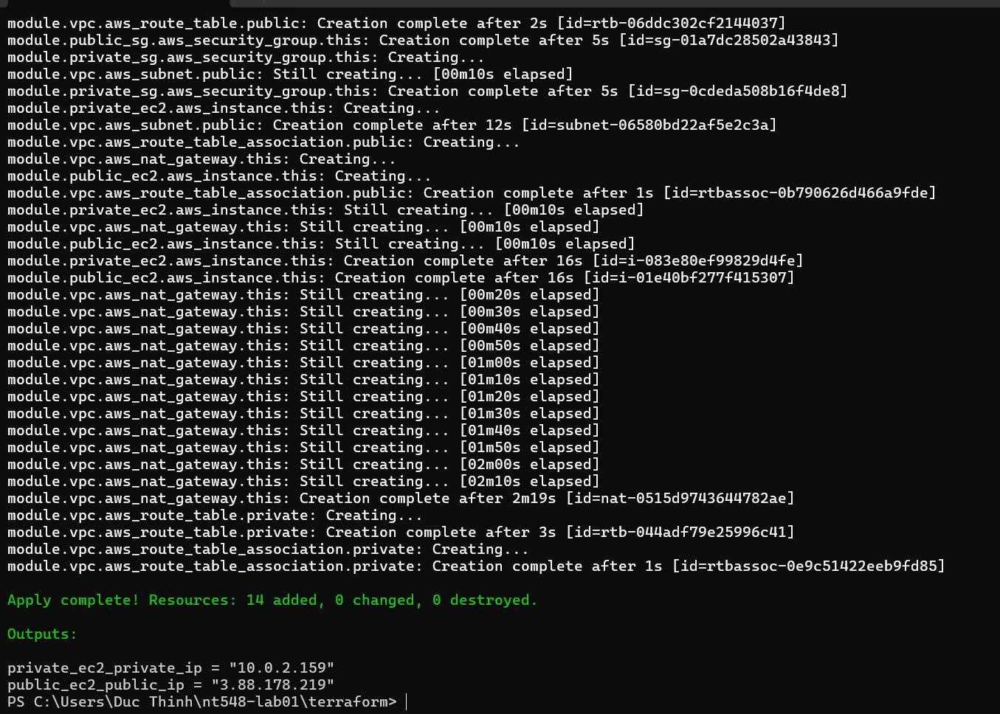 module.vpc.aws_route_table.public: Creation complete after 2s [id=rtb-06ddc302cf2144037]
module.public_sg.aws_security_group.this: Creation complete after 5s [id=sg-01a7dc28502a43843]
module.private_sg.aws_security_group.this: Creating...
module.vpc.aws_subnet.public: Still creating... [00m10s elapsed]
module.private_sg.aws_security_group.this: Creation complete after 5s [id=sg-0cdeda508b16f4de8]
module.private_ec2.aws_instance.this: Creating...
module.vpc.aws_subnet.public: Creation complete after 12s [id=subnet-06580bd22af5e2c3a]
module.vpc.aws_route_table_association.public: Creating...
module.vpc.aws_nat_gateway.this: Creating...
module.public_ec2.aws_instance.this: Creating...
module.vpc.aws_route_table_association.public: Creation complete after 1s [id=rtbassoc-0b790626d466a9fde]
module.private_ec2.aws_instance.this: Still creating... [00m10s elapsed]
module.vpc.aws_nat_gateway.this: Still creating... [00m10s elapsed]
module.public_ec2.aws_instance.this: Still creating... [00m10s elapsed]
module.private_ec2.aws_instance.this: Creation complete after 16s [id=i-083e80ef99829d4fe]
module.public_ec2.aws_instance.this: Creation complete after 16s [id=i-01e40bf277f415307]
module.vpc.aws_nat_gateway.this: Still creating... [00m20s elapsed]
module.vpc.aws_nat_gateway.this: Still creating... [00m30s elapsed]
module.vpc.aws_nat_gateway.this: Still creating... [00m40s elapsed]
module.vpc.aws_nat_gateway.this: Still creating... [00m50s elapsed]
module.vpc.aws_nat_gateway.this: Still creating... [01m00s elapsed]
module.vpc.aws_nat_gateway.this: Still creating... [01m10s elapsed]
module.vpc.aws_nat_gateway.this: Still creating... [01m20s elapsed]
module.vpc.aws_nat_gateway.this: Still creating... [01m30s elapsed]
module.vpc.aws_nat_gateway.this: Still creating... [01m40s elapsed]
module.vpc.aws_nat_gateway.this: Still creating... [01m50s elapsed]
module.vpc.aws_nat_gateway.this: Still creating... [02m00s elapsed]
module.vpc.aws_nat_gateway.this: Still creating... [02m10s elapsed]
module.vpc.aws_nat_gateway.this: Creation complete after 2m19s [id=nat-0515d9743644782ae]
module.vpc.aws_route_table.private: Creating...
module.vpc.aws_route_table.private: Creation complete after 3s [id=rtb-044adf79e25996c41]
module.vpc.aws_route_table_association.private: Creating...
module.vpc.aws_route_table_association.private: Creation complete after 1s [id=rtbassoc-0e9c51422eeb9fd85]
Apply complete! Resources: 14 added, 0 changed, 0 destroyed.
Outputs:
private_ec2_private_ip = "10.0.2.159"
public_ec2_public_ip = "3.88.178.219"
PS C:\Users\Duc Thinh\nt548-lab01\terraform>